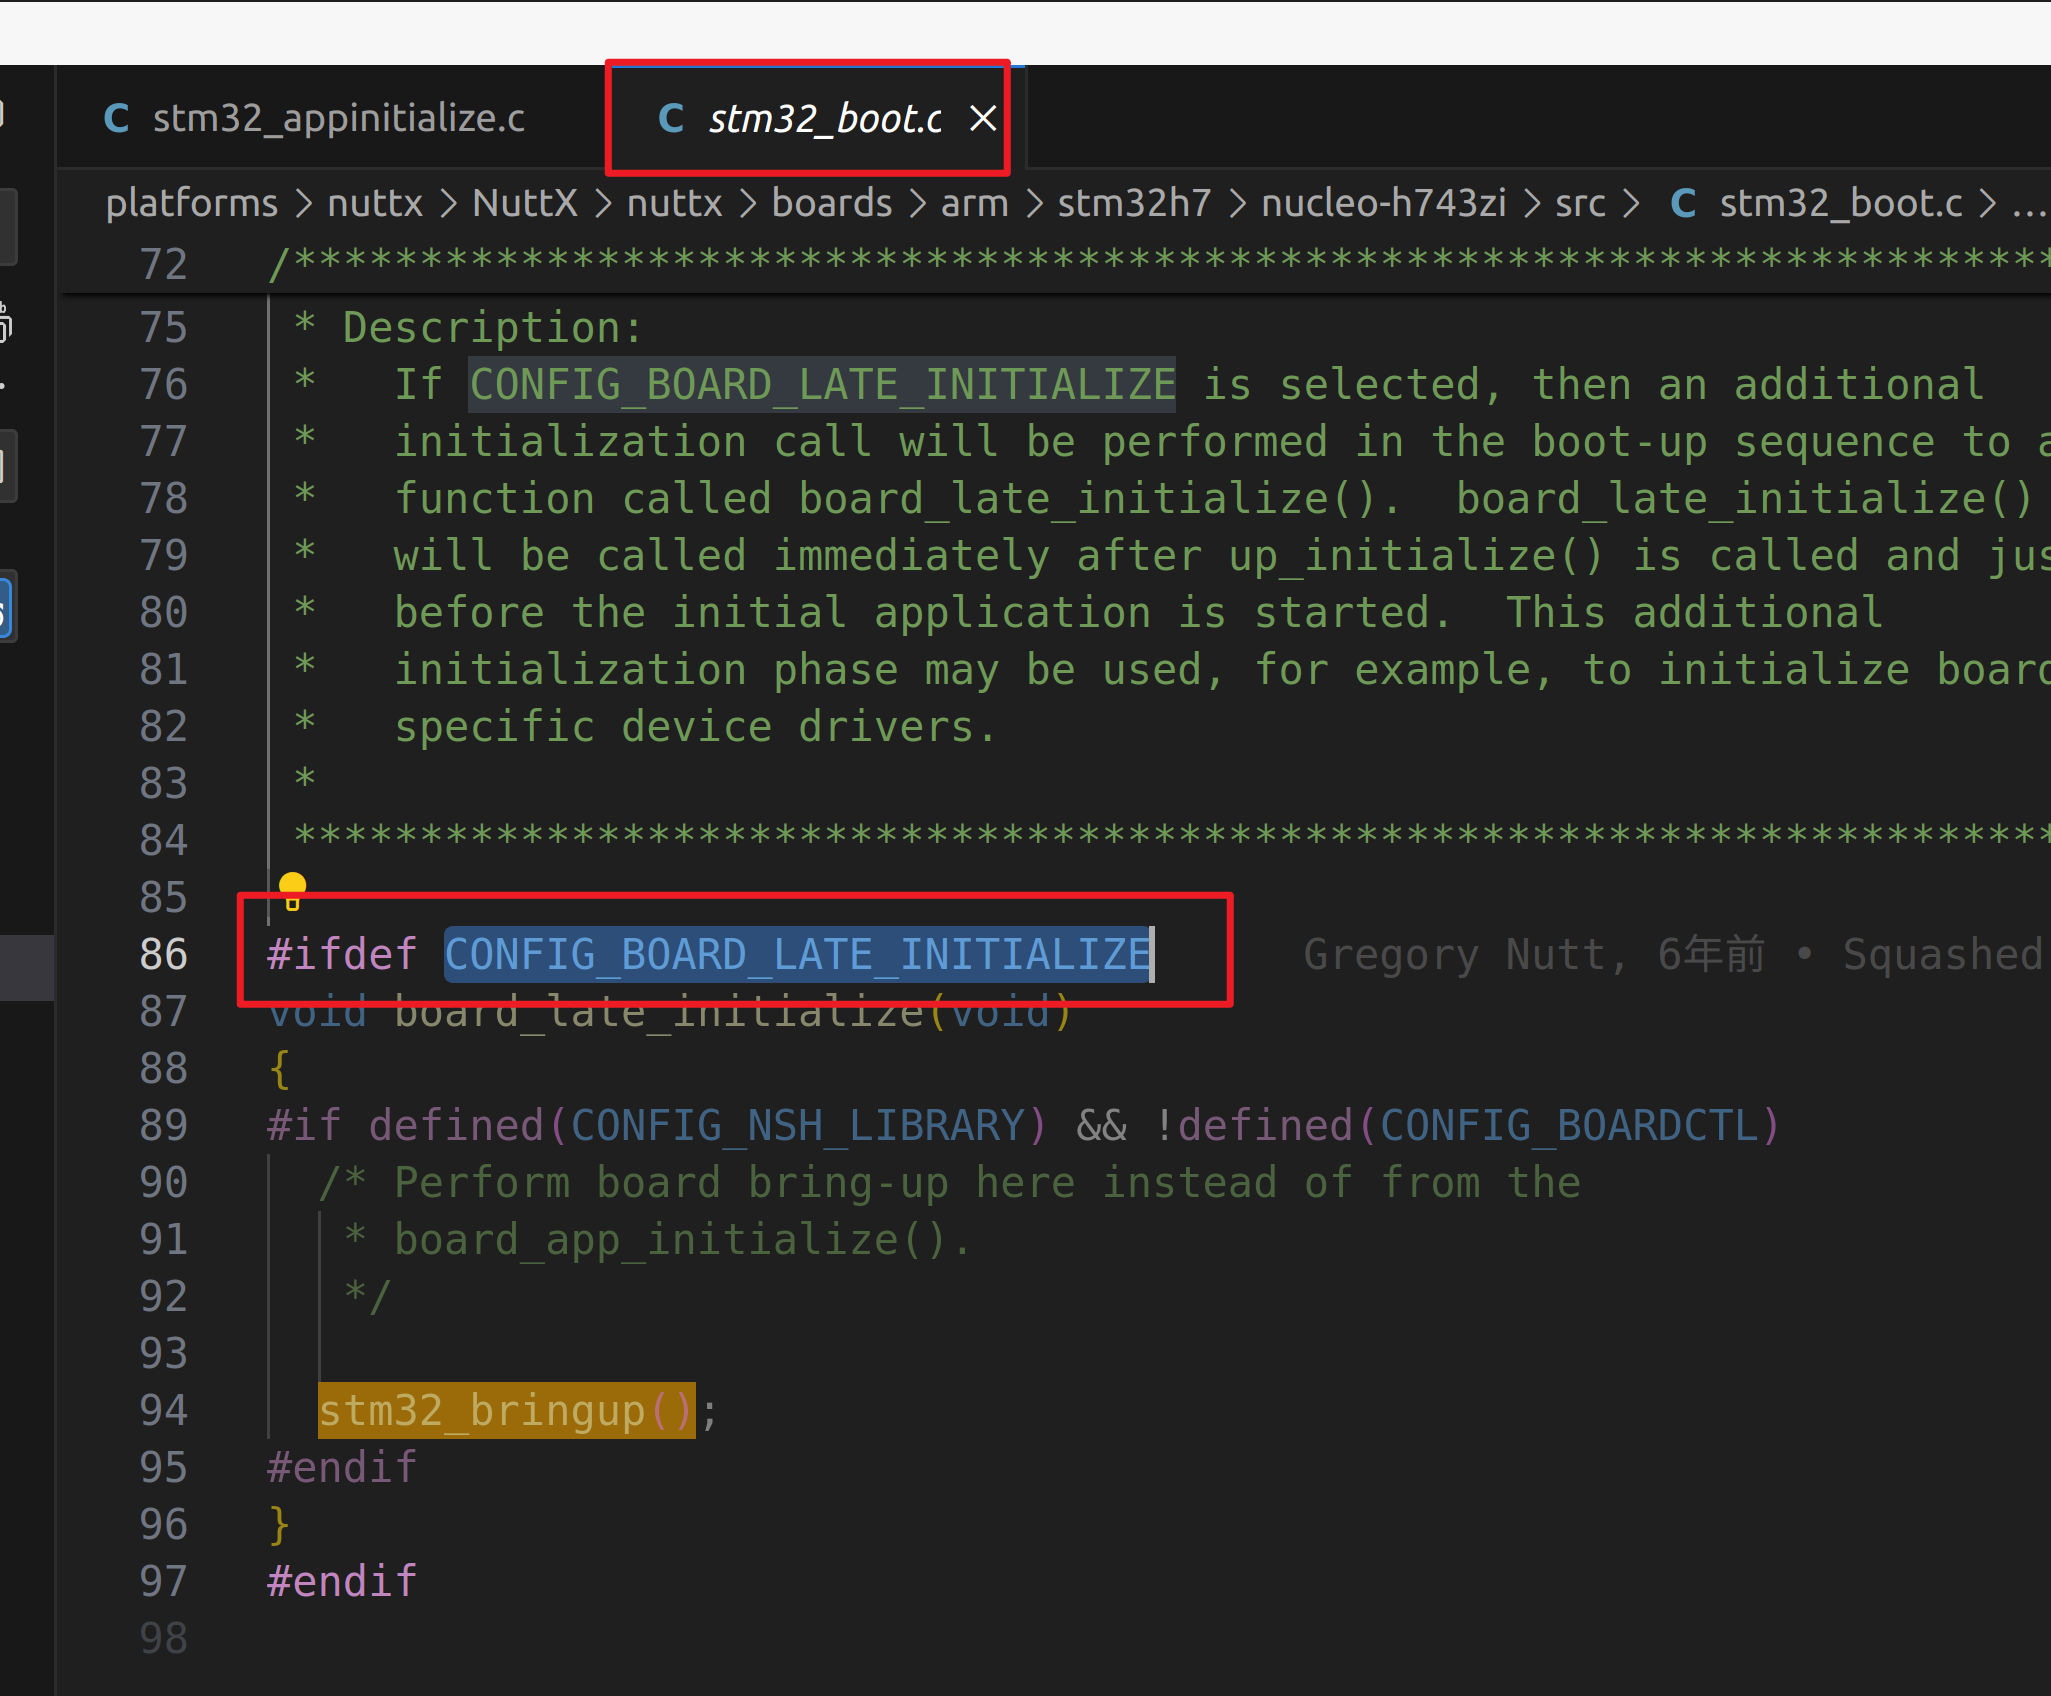 C stm32_appinitialize.c C stm32_boot.c ×
platforms > nuttx > NuttX > nuttx > boards > arm > stm32h7 > nucleo-h743zi > src > C stm32_boot.c > ...
72 /**********************************************************************
75 * Description:
76 *   If CONFIG_BOARD_LATE_INITIALIZE is selected, then an additional
77 *   initialization call will be performed in the boot-up sequence to a
78 *   function called board_late_initialize().  board_late_initialize()
79 *   will be called immediately after up_initialize() is called and jus
80 *   before the initial application is started.  This additional
81 *   initialization phase may be used, for example, to initialize board
82 *   specific device drivers.
83 *
84 **********************************************************************
85
86 #ifdef CONFIG_BOARD_LATE_INITIALIZE Gregory Nutt, 6年前 • Squashed
87 void board_late_initialize(void)
88 {
89 #if defined(CONFIG_NSH_LIBRARY) && !defined(CONFIG_BOARDCTL)
90   /* Perform board bring-up here instead of from the
91    * board_app_initialize().
92    */
93
94   stm32_bringup();
95 #endif
96 }
97 #endif
98